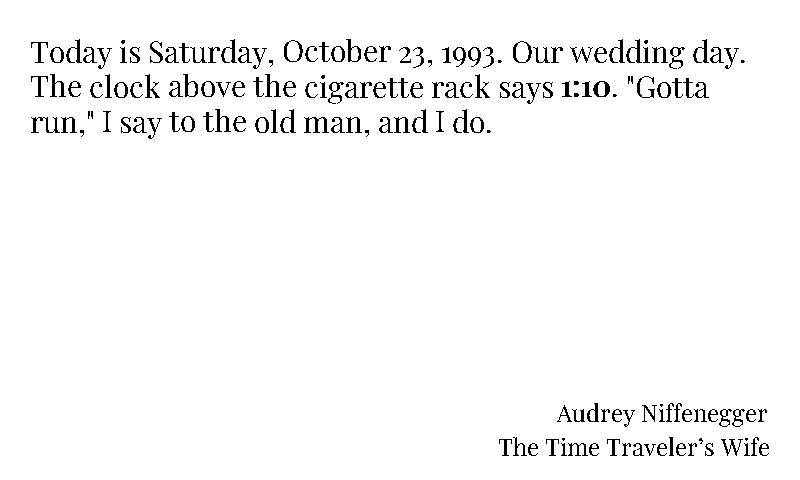 Today is Saturday, October 23, 1993. Our wedding day.
The clock above the cigarette rack says 1:10. "Gotta
run," I say to the old man, and I do.
Audrey Niffenegger
The Time Traveler’s Wife